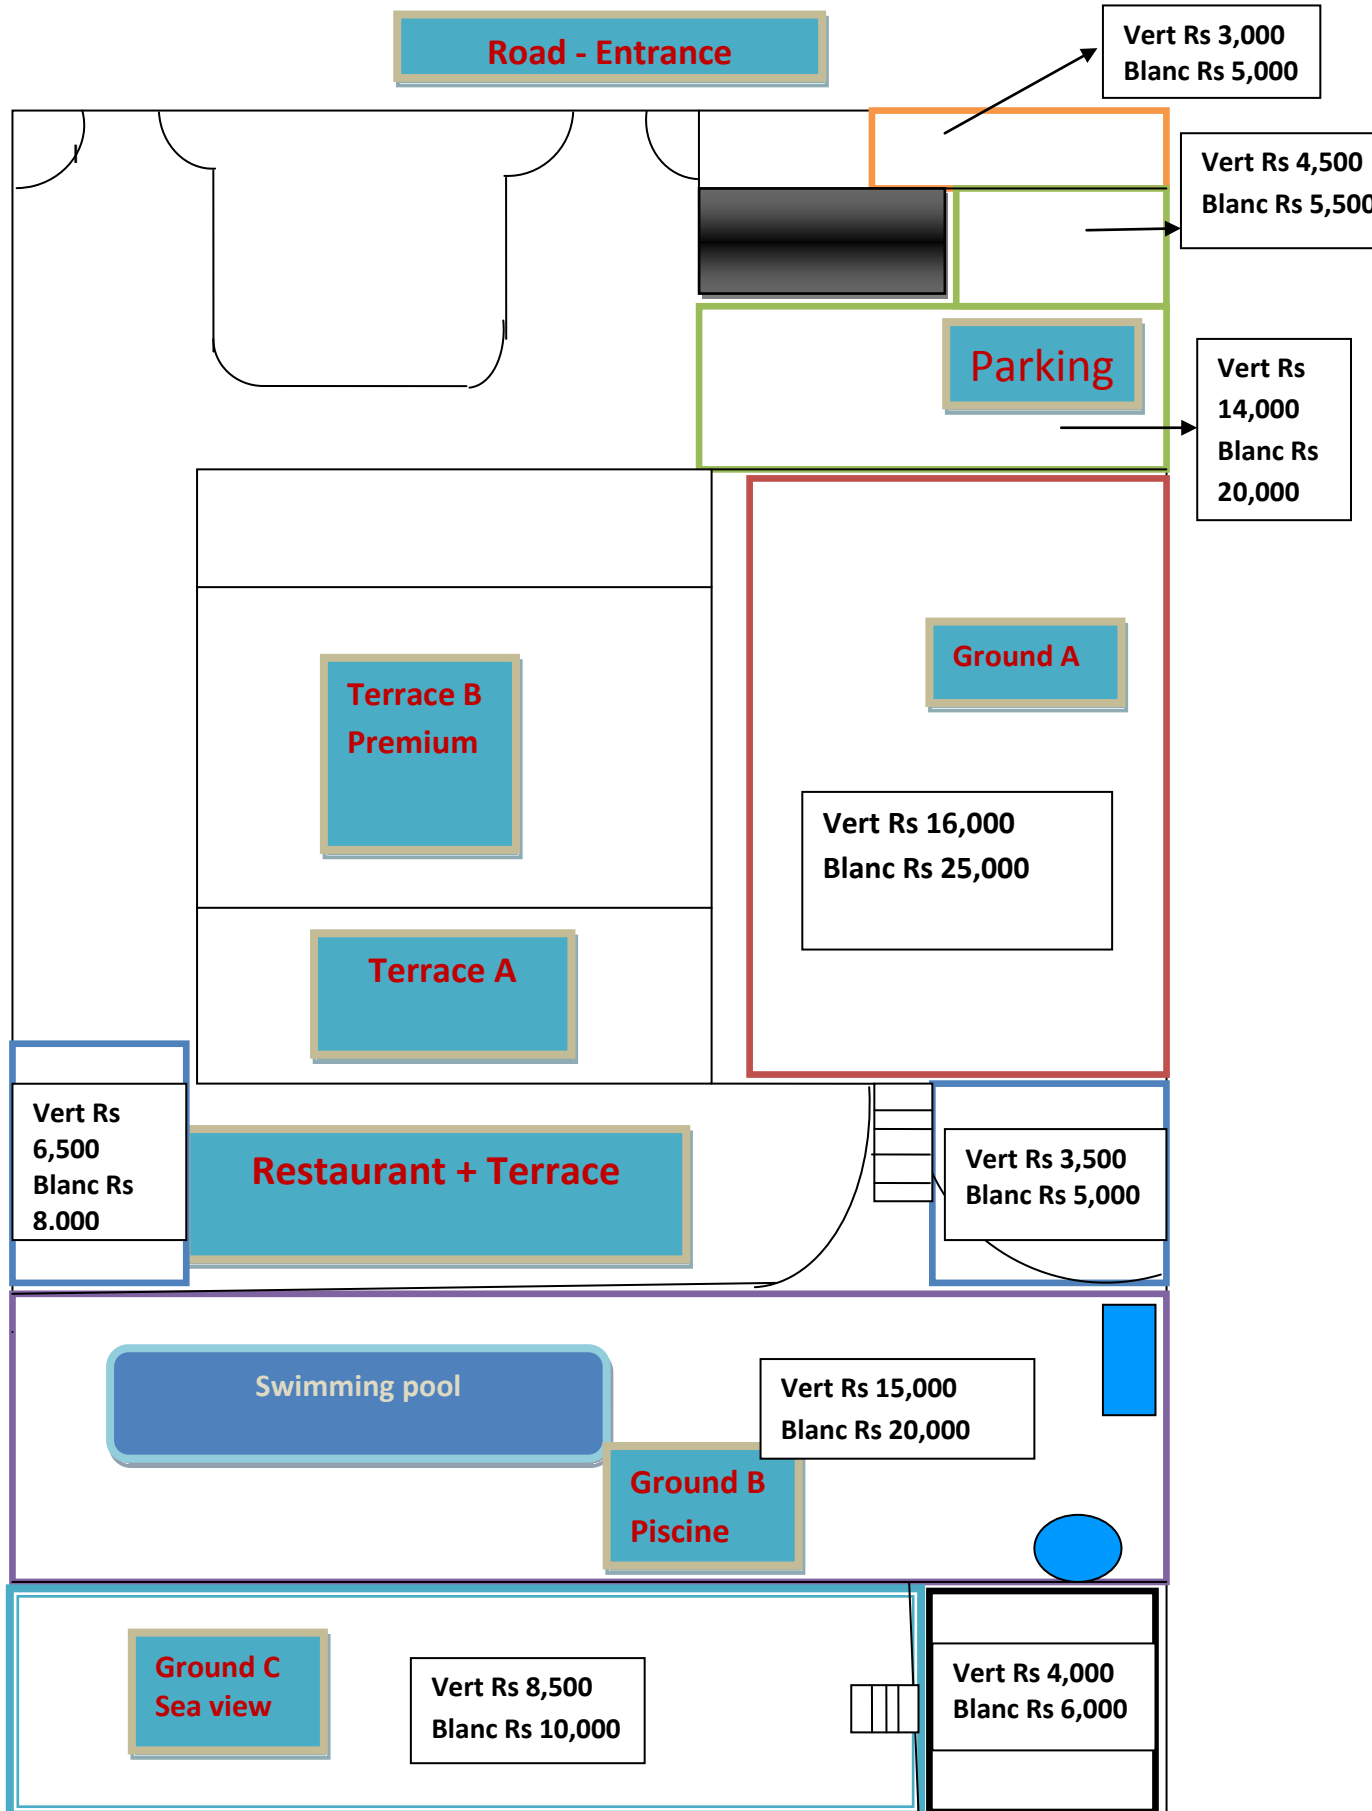 Road - Entrance
Vert Rs 3,000
Blanc Rs 5,000
Vert Rs 4,500
Blanc Rs 5,500
Parking
Vert Rs
14,000
Blanc Rs
20,000
Ground A
Terrace B
Premium
Vert Rs 16,000
Blanc Rs 25,000
Terrace A
Vert Rs
6,500
Blanc Rs
8.000
Restaurant + Terrace
Vert Rs 3,500
Blanc Rs 5,000
Swimming pool
Vert Rs 15,000
Blanc Rs 20,000
Ground B
Piscine
Ground C
Sea view
Vert Rs 8,500
Blanc Rs 10,000
Vert Rs 4,000
Blanc Rs 6,000